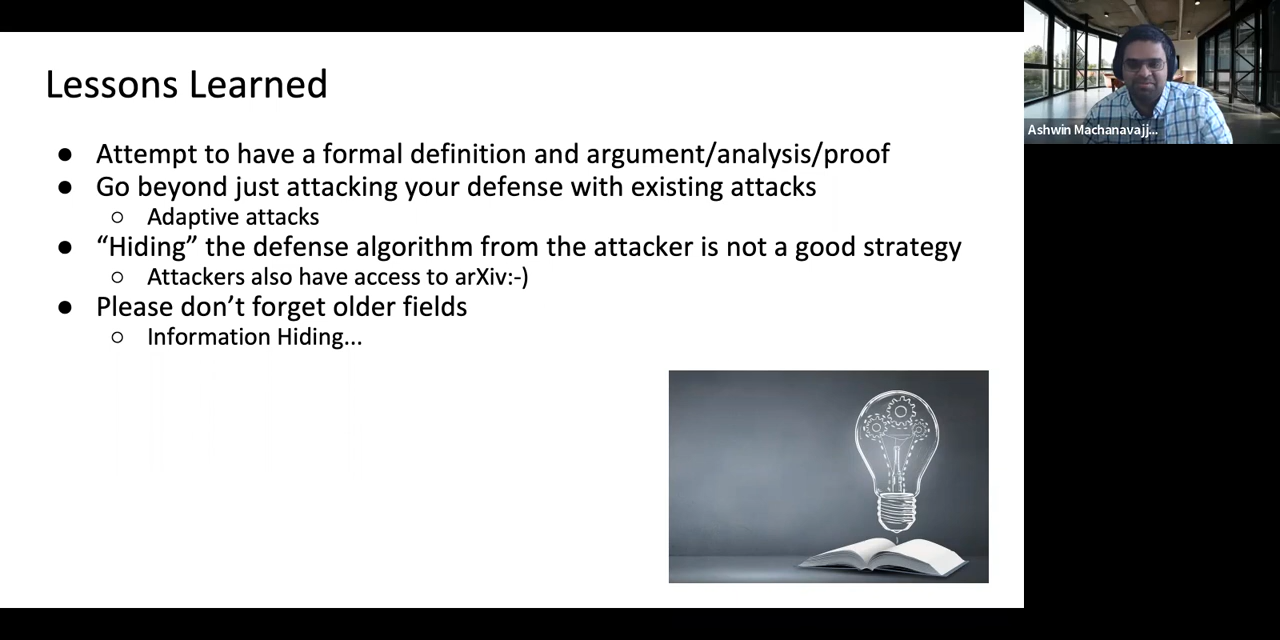 Lessons Learned
● Attempt to have a formal definition and argument/analysis/proof
● Go beyond just attacking your defense with existing attacks
○ Adaptive attacks
● “Hiding” the defense algorithm from the attacker is not a good strategy
○ Attackers also have access to arXiv:-)
● Please don’t forget older fields
○ Information Hiding...
Ashwin Machanavajj...